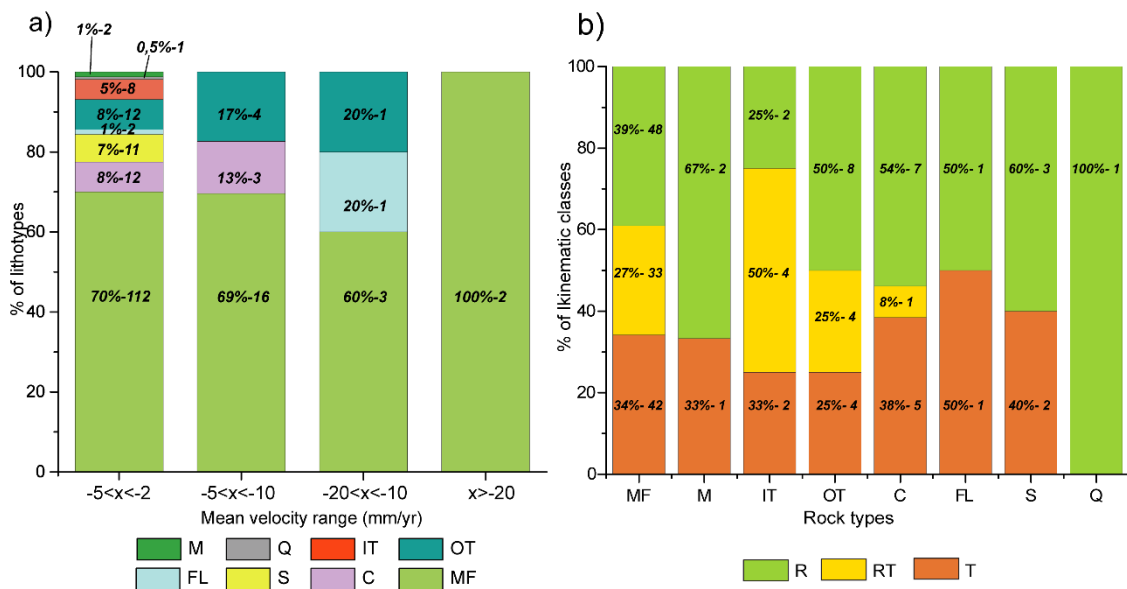 a)
1%-2
0,5%-1
100
80
60
40
20
0
% of lithotypes
5%-8
8%-12
1%-2
7%-11
8%-12
70%-112
17%-4
13%-3
69%-16
20%-1
20%-1
60%-3
100%-2
-5<x<-2
-5<x<-10
-20<x<-10
x>-20
Mean velocity range (mm/yr)
M
Q
IT
OT
FL
S
C
MF
b)
100
80
60
40
20
0
% of lkinematic classes
39%- 48
27%- 33
34%- 42
67%- 2
33%- 1
25%- 2
50%- 4
33%- 2
50%- 8
25%- 4
25%- 4
54%- 7
8%- 1
38%- 5
50%- 1
50%- 1
60%- 3
40%- 2
100%- 1
MF
M
IT
OT
C
FL
S
Q
Rock types
R
RT
T